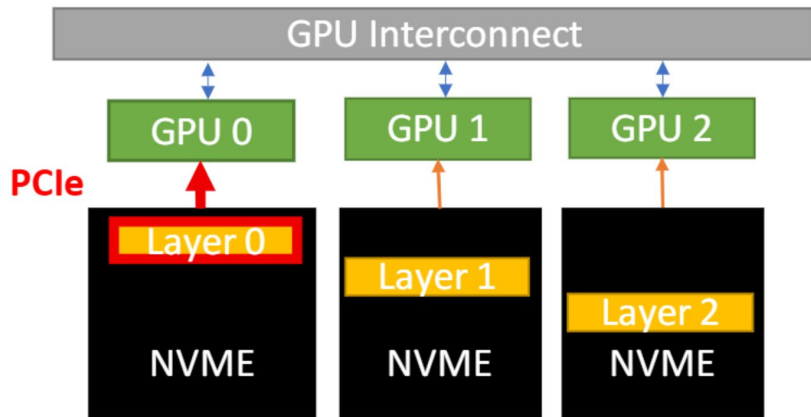 GPU Interconnect
GPU 0
GPU 1
GPU 2
PCIe
Layer 0
Layer 1
Layer 2
NVME
NVME
NVME